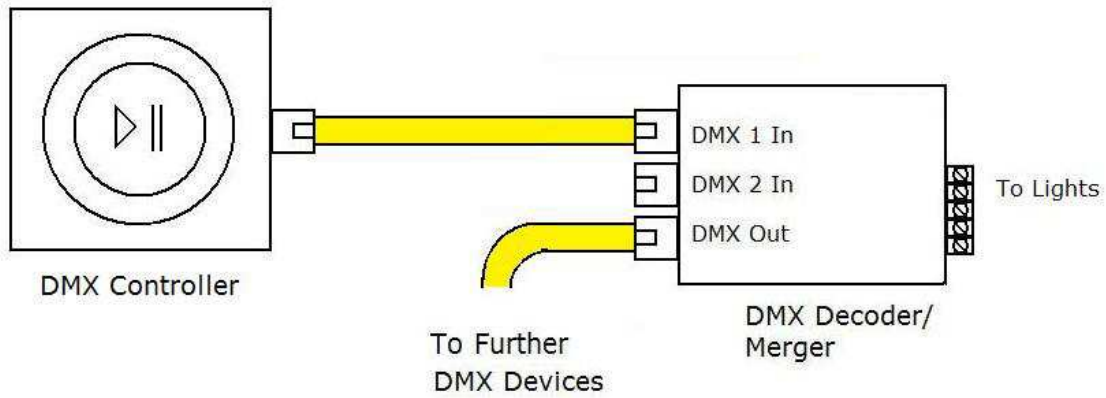 DMX 1 In
DMX 2 In
To Lights
DMX Out
DMX Controller
DMX Decoder/
Merger
To Further
DMX Devices